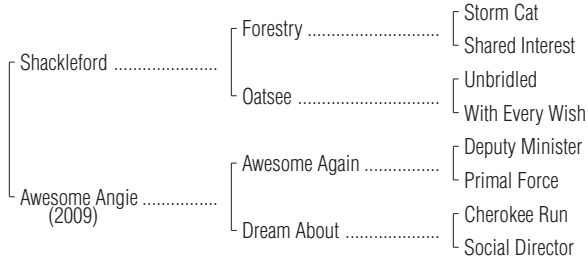 Storm Cat
Forestry ........................
Shared Interest
Shackleford ...................
Unbridled
Oatsee ..........................
With Every Wish
Deputy Minister
Awesome Again ..............
Primal Force
Awesome Angie ..............
(2009)
Cherokee Run
Dream About .................
Social Director